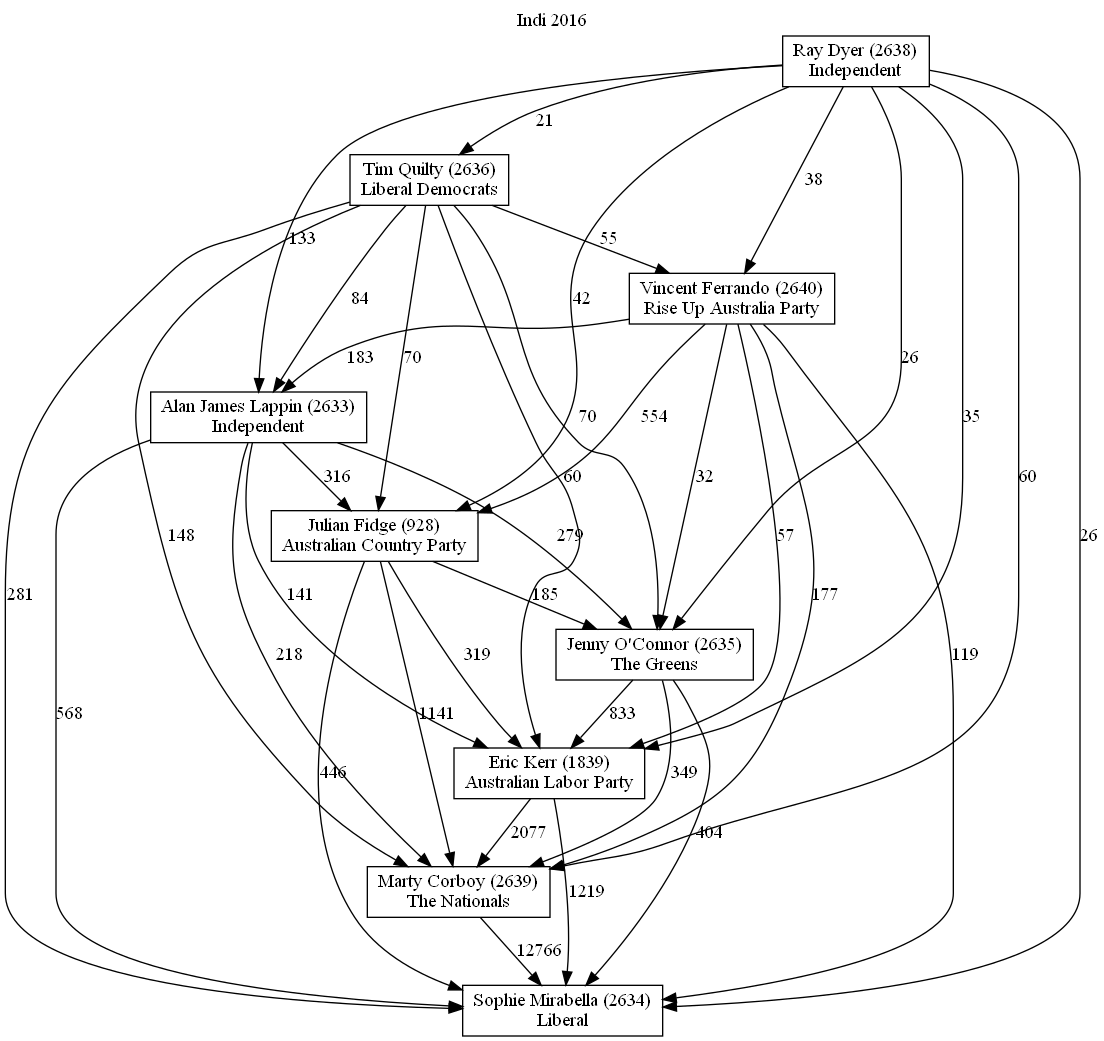 Indi 2016
Ray Dyer (2638)
Independent
21
Tim Quilty (2636)
Liberal Democrats
38
133
55
Vincent Ferrando (2640)
Rise Up Australia Party
84
42
183
70
26
Alan James Lappin (2633)
Independent
70
554
35
316
60
32
60
Julian Fidge (928)
Australian Country Party
148
279
57
26
281
141
185
177
Jenny O'Connor (2635)
The Greens
218
319
119
568
1141
833
Eric Kerr (1839)
Australian Labor Party
446
349
2077
404
Marty Corboy (2639)
The Nationals
1219
12766
Sophie Mirabella (2634)
Liberal